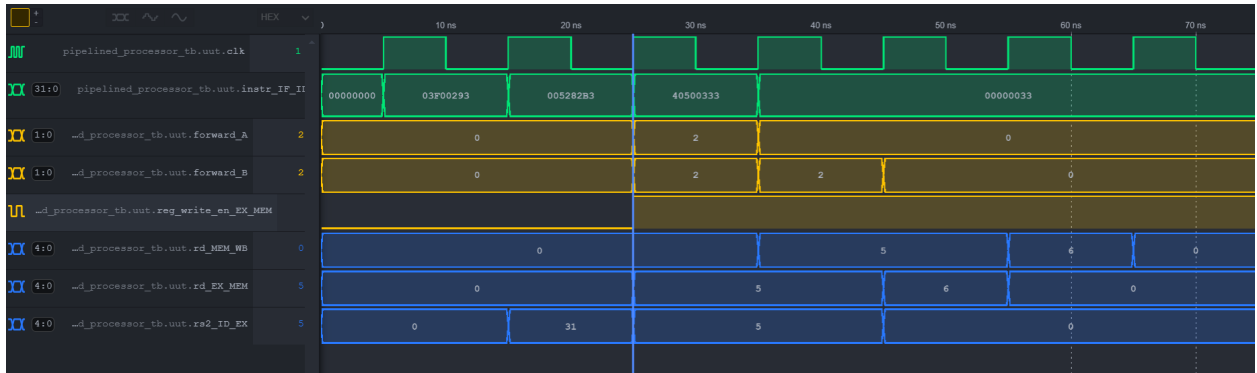 +
-
HEX
10 ns 20 ns 30 ns 40 ns 50 ns 60 ns 70 ns
pipelined_processor_tb.uut.clk 1
31:0 pipelined_processor_tb.uut.instr_IF_ID 00000000 03F00293 005282B3 40500333 00000033
1:0 …d_processor_tb.uut.forward_A 2 0 2 0
1:0 …d_processor_tb.uut.forward_B 2 0 2 2 0
…d_processor_tb.uut.reg_write_en_EX_MEM
4:0 …d_processor_tb.uut.rd_MEM_WB 0 0 5 6 0
4:0 …d_processor_tb.uut.rd_EX_MEM 5 0 5 6 0
4:0 …d_processor_tb.uut.rs2_ID_EX 5 0 31 5 0